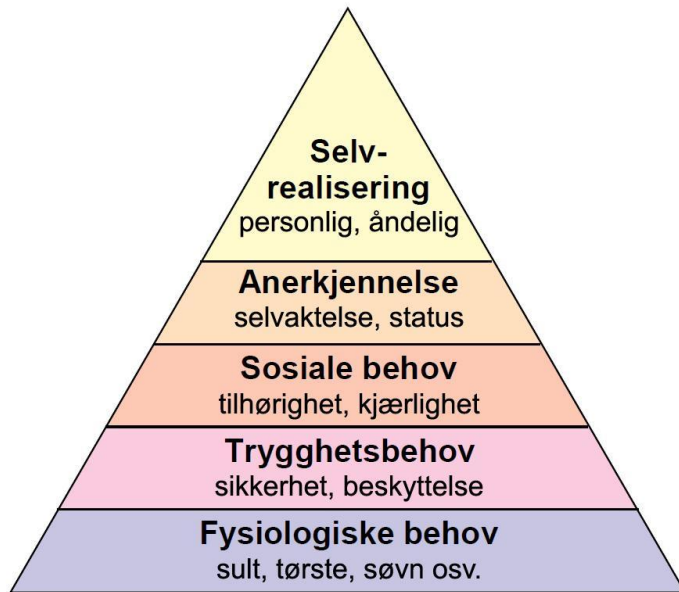 Selv-
realisering
personlig, åndelig
Anerkjennelse
selvaktelse, status
Sosiale behov
tilhørighet, kjærlighet
Trygghetsbehov
sikkerhet, beskyttelse
Fysiologiske behov
sult, tørste, søvn osv.